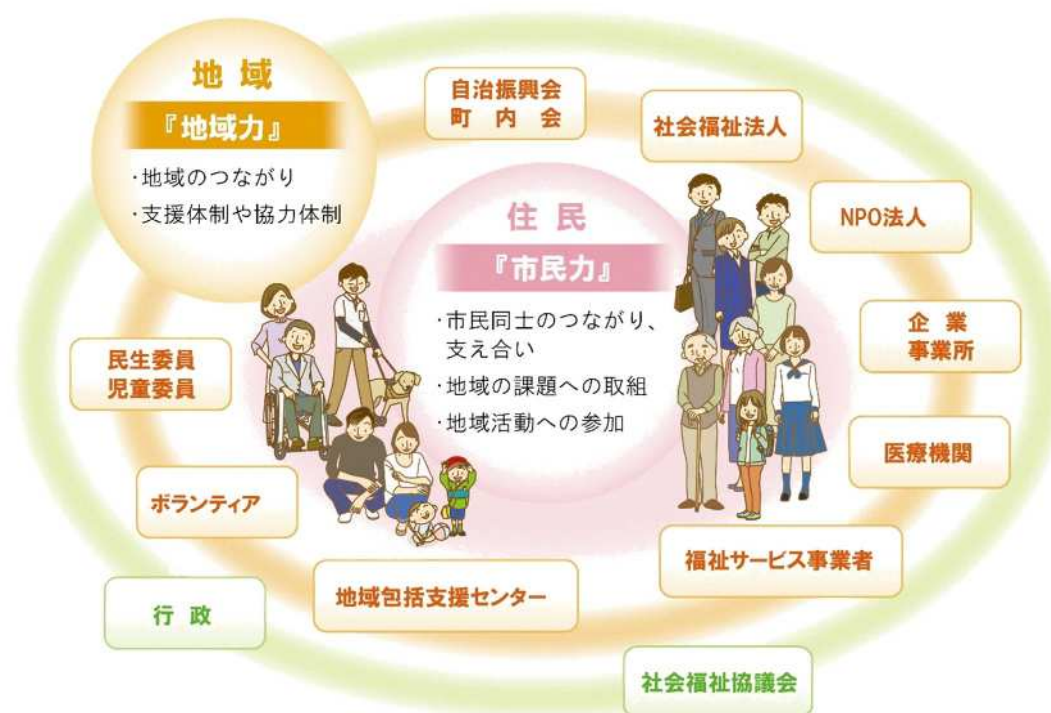 地域
『地域力』
・地域のつながり
・支援体制や協力体制
自治振興会
町内会
社会福祉法人
NPO法人
住民
『市民力』
・市民同士のつながり、
支え合い
・地域の課題への取組
・地域活動への参加
企業
事業所
民生委員
児童委員
医療機関
ボランティア
福祉サービス事業者
地域包括支援センター
行政
社会福祉協議会